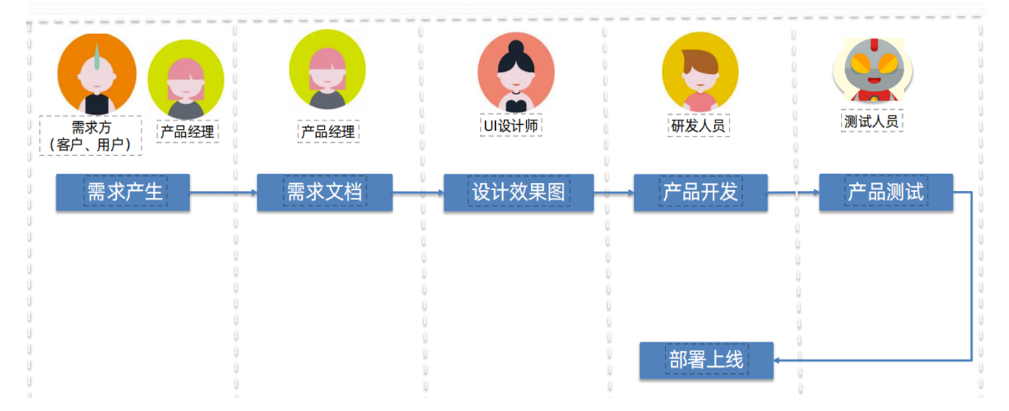 需求方
（客户、用户）
产品经理
产品经理
UI设计师
研发人员
测试人员
需求产生
需求文档
设计效果图
产品开发
产品测试
部署上线